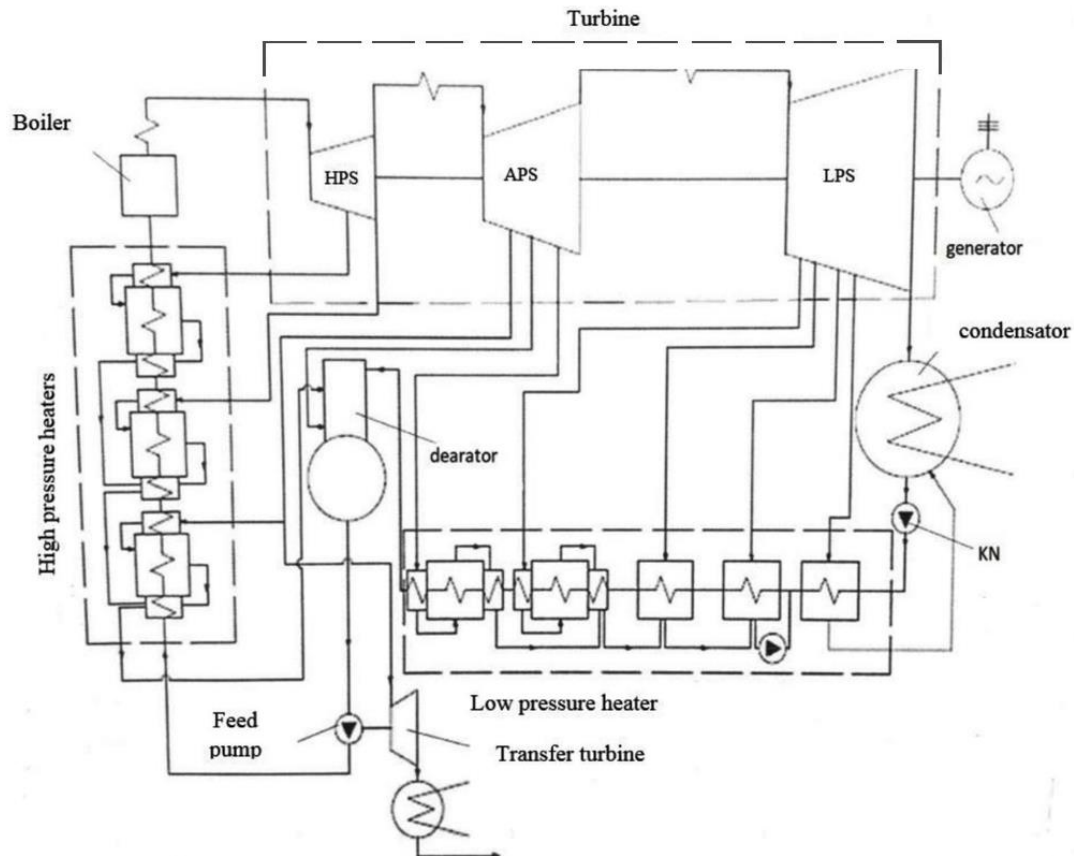 Turbine
Boiler
HPS
APS
LPS
generator
condensator
High pressure heaters
dearator
KN
Low pressure heater
Feed
pump
Transfer turbine